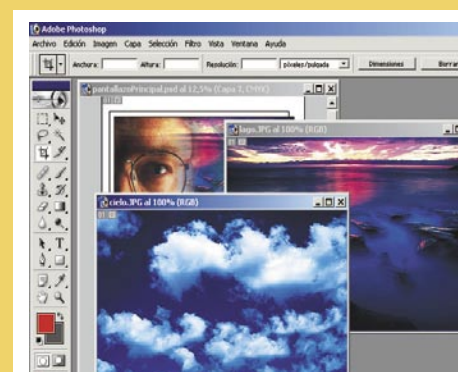 Adobe Photoshop
Archivo Edición Imagen Capa Selección Filtro Vista Ventana Ayuda
Anchura: Altura: Resolución: píxeles/pulgada Dimensiones Borrar
pantallazoPrincipal.psd al 12,5% (Capa 2, CMYK)
lago.JPG al 100% (RGB)
cielo.JPG al 100% (RGB)